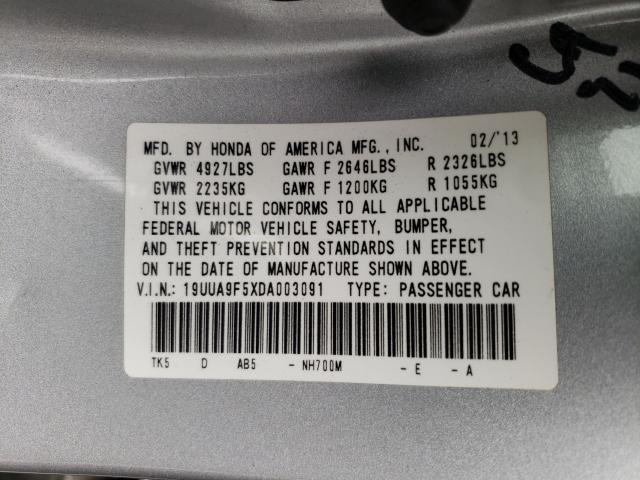 MFD. BY HONDA OF AMERICA MFG., INC. 02/'13
GVWR 4927LBS GAWR F 2646LBS R 2326LBS
GVWR 2235KG GAWR F 1200KG R 1055KG
THIS VEHICLE CONFORMS TO ALL APPLICABLE
FEDERAL MOTOR VEHICLE SAFETY, BUMPER,
AND THEFT PREVENTION STANDARDS IN EFFECT
ON THE DATE OF MANUFACTURE SHOWN ABOVE.
V.I.N.: 19UUA9F5XDA003091 TYPE: PASSENGER CAR
TK5 D AB5 - NH700M - E - A